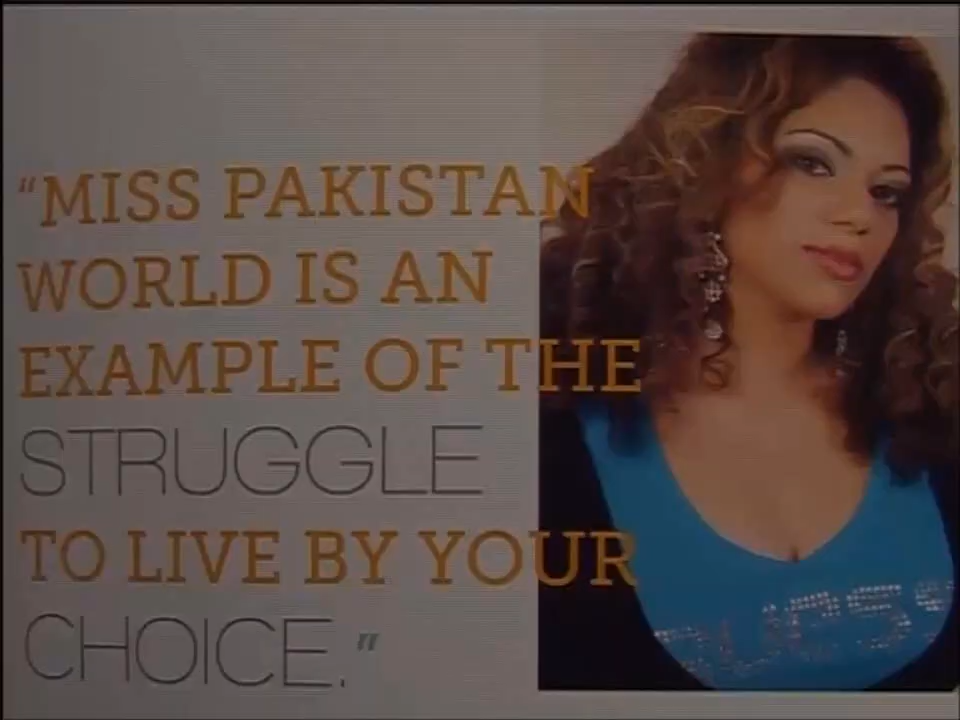 "MISS PAKISTAN
WORLD IS AN
EXAMPLE OF THE
STRUGGLE
TO LIVE BY YOUR
CHOICE."